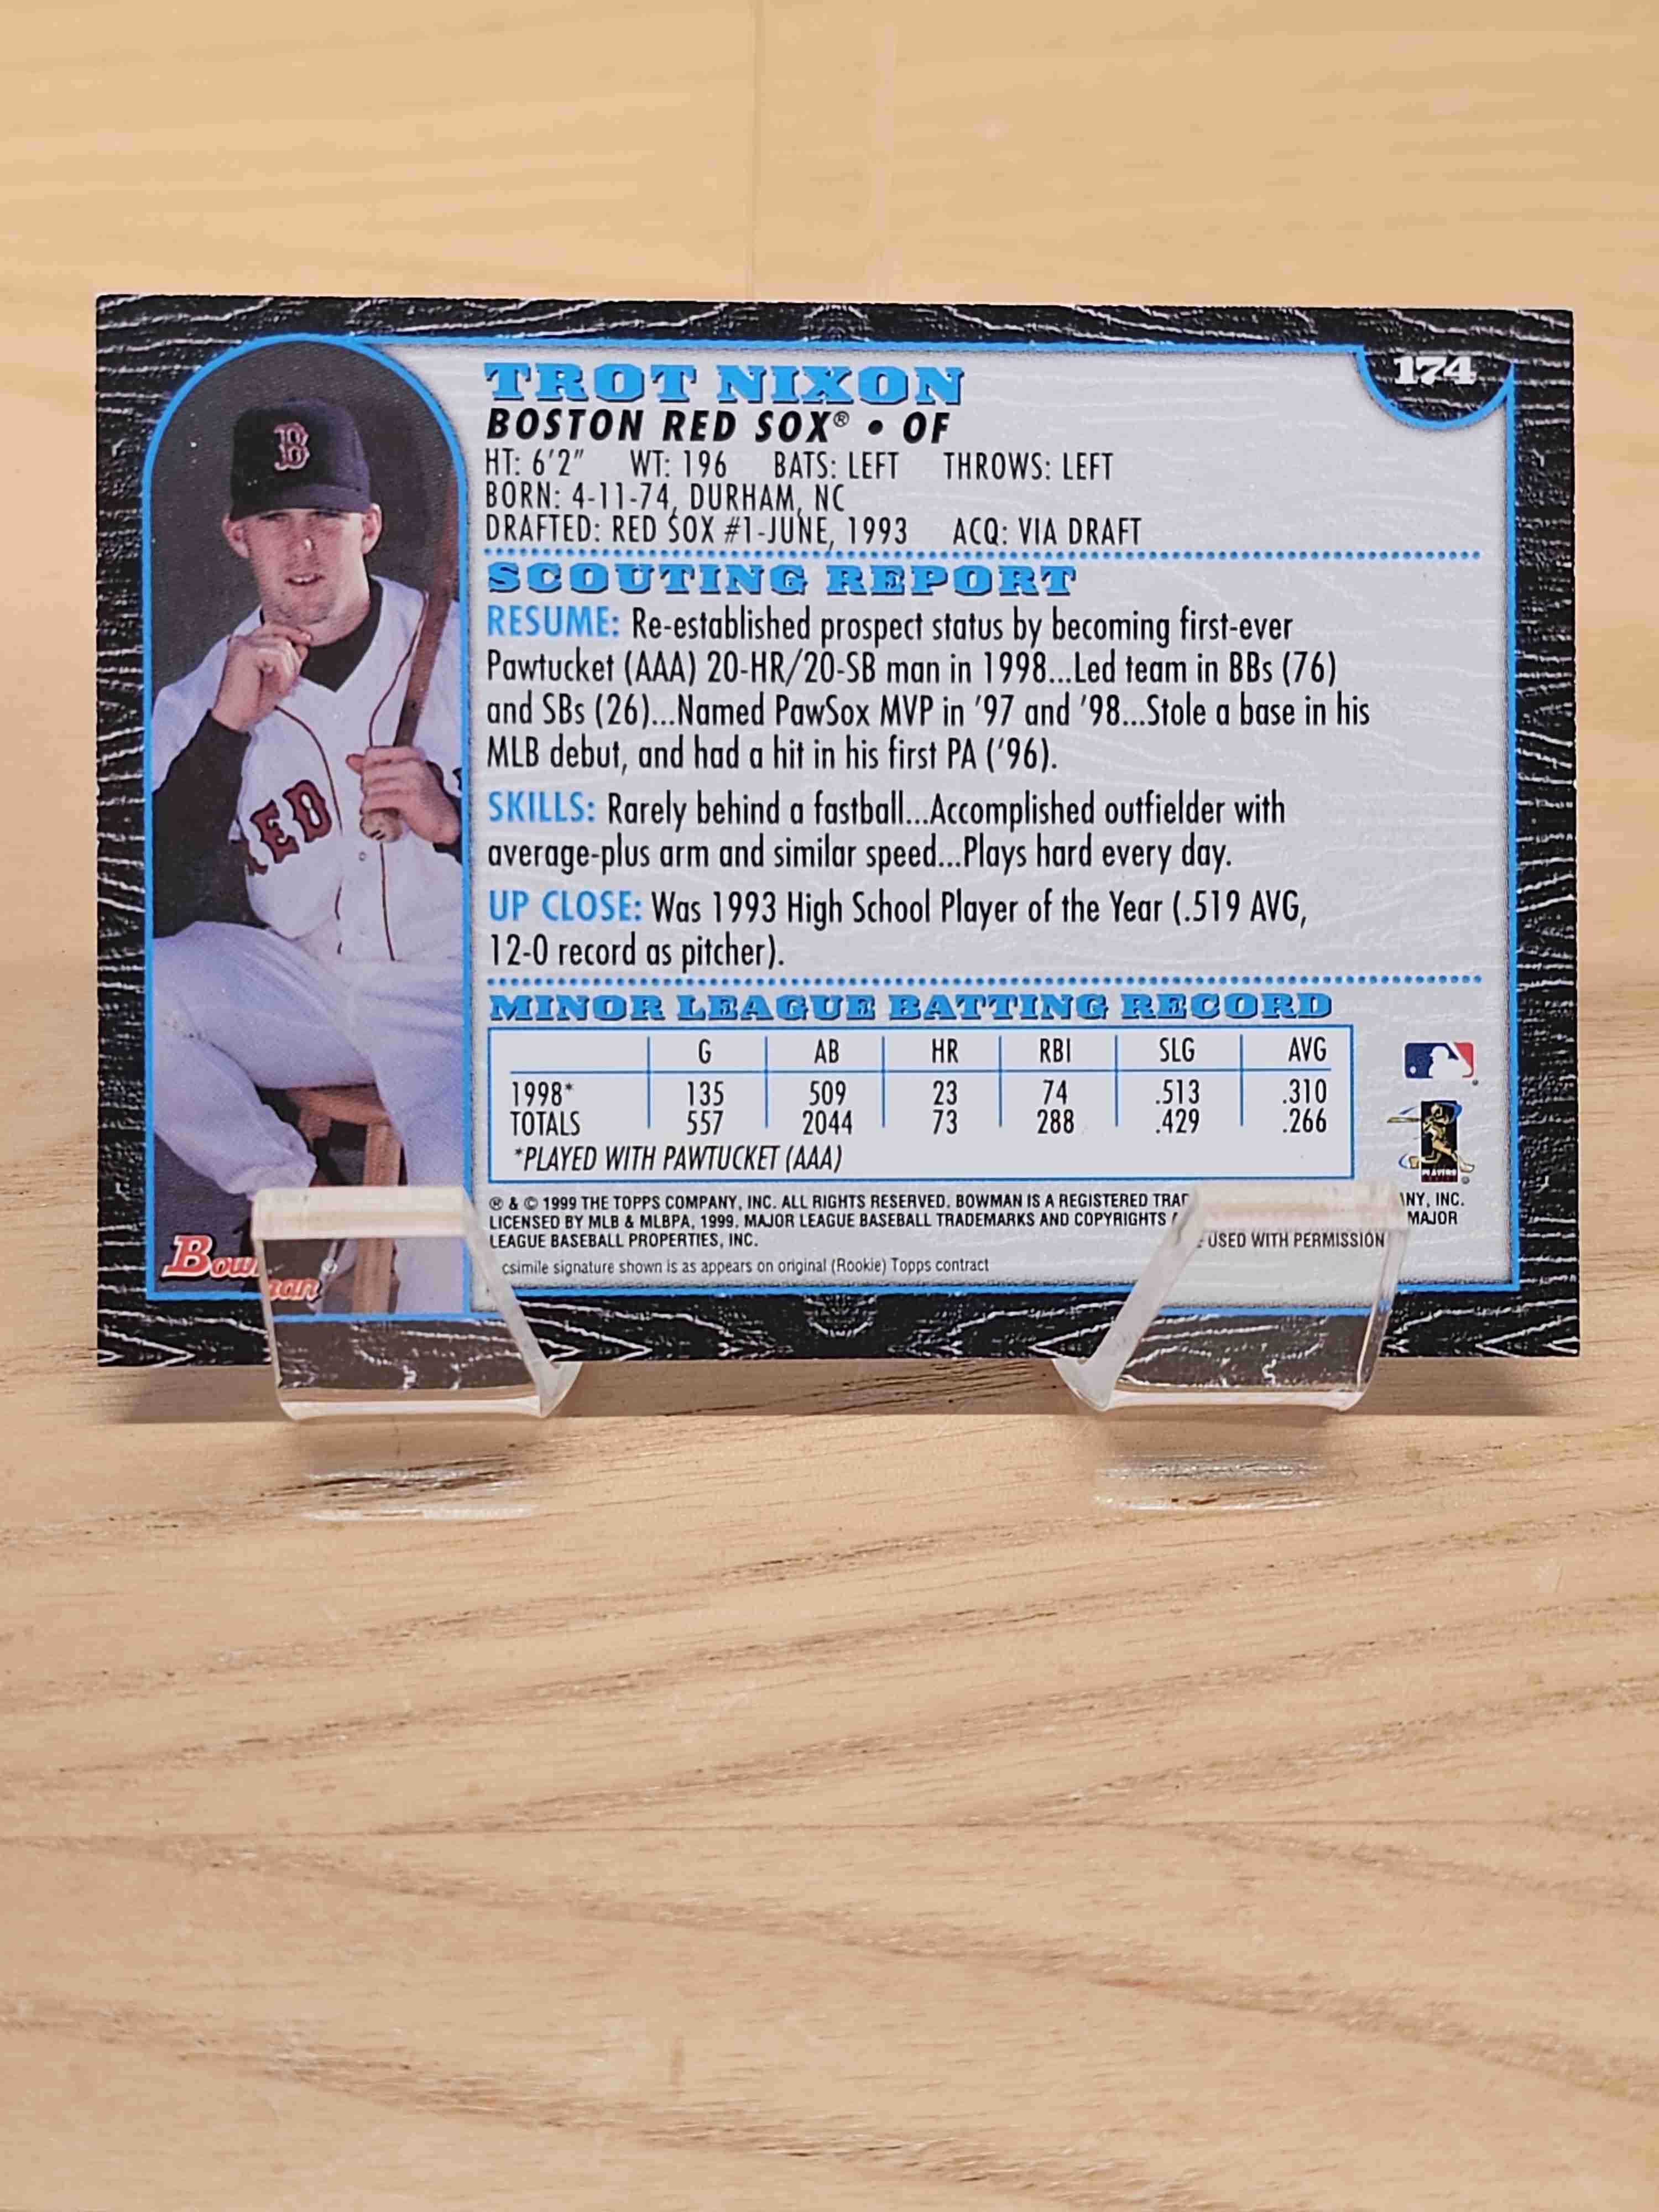 174
TROT NIXON
BOSTON RED SOX® • OF
HT: 6'2" WT: 196 BATS: LEFT THROWS: LEFT
BORN: 4-11-74, DURHAM, NC
DRAFTED: RED SOX #1-JUNE, 1993 ACQ: VIA DRAFT
SCOUTING REPORT
RESUME: Re-established prospect status by becoming first-ever
Pawtucket (AAA) 20-HR/20-SB man in 1998...Led team in BBs (76)
and SBs (26)...Named PawSox MVP in '97 and '98...Stole a base in his
MLB debut, and had a hit in his first PA ('96).
SKILLS: Rarely behind a fastball...Accomplished outfielder with
average-plus arm and similar speed...Plays hard every day.
UP CLOSE: Was 1993 High School Player of the Year (.519 AVG,
12-0 record as pitcher).
MINOR LEAGUE BATTING RECORD
G AB HR RBI SLG AVG
1998* 135 509 23 74 .513 .310
TOTALS 557 2044 73 288 .429 .266
*PLAYED WITH PAWTUCKET (AAA)
® & © 1999 THE TOPPS COMPANY, INC. ALL RIGHTS RESERVED. BOWMAN IS A REGISTERED INC.
LICENSED BY MLB & MLBPA, 1999. MAJOR LEAGUE BASEBALL TRADEMARKS AND COPYRIGHTS MAJOR
LEAGUE BASEBALL PROPERTIES, INC. USED WITH PERMISSION
csimile signature shown is as appears on original (Rookie) Topps contract
B
RED
Bowman
PLAYERS